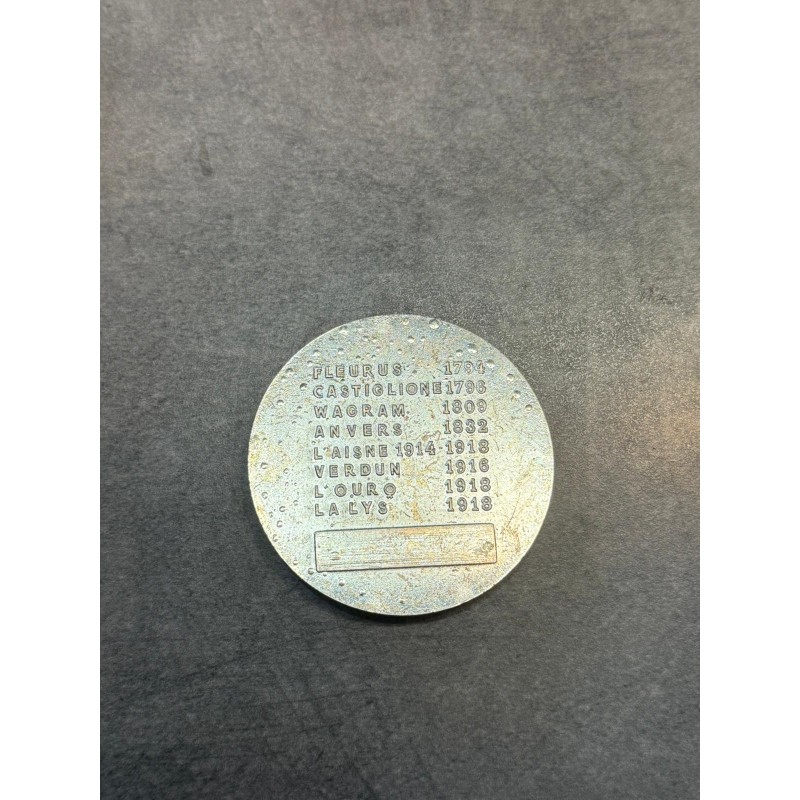 FLEURUS 1794
CASTIGLIONE 1796
WAGRAM 1809
ANVERS 1832
L'AISNE 1914-1918
VERDUN 1916
L'OURQ 1918
LA LYS 1918